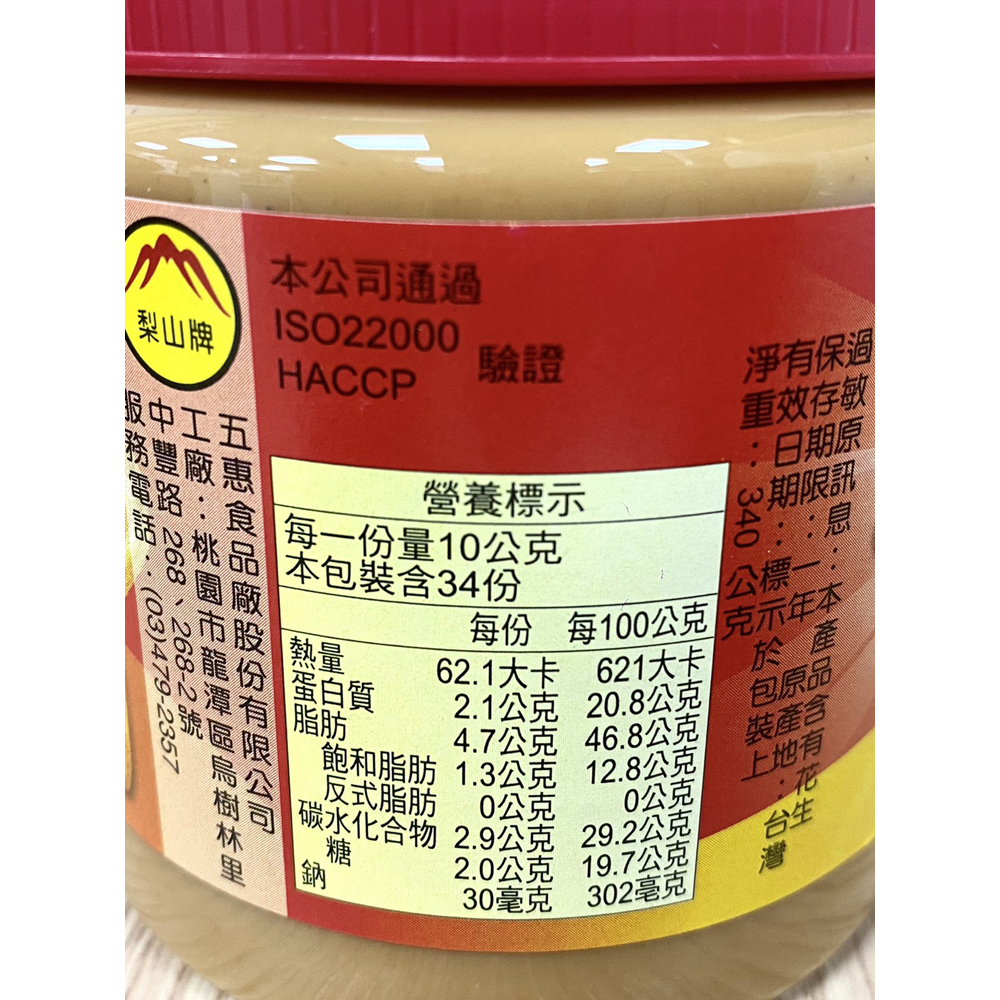 梨山牌
本公司通過
ISO22000
HACCP
驗證
五惠食品廠股份有限公司
工廠：桃園市龍潭區烏樹林里
中豐路 268、268-2 號
服務電話：(03)479-2357
營養標示
每一份量10公克
本包裝含34份
每份 每100公克
熱量 62.1大卡 621大卡
蛋白質 2.1公克 20.8公克
脂肪 4.7公克 46.8公克
飽和脂肪 1.3公克 12.8公克
反式脂肪 0公克 0公克
碳水化合物 2.9公克 29.2公克
糖 2.0公克 19.7公克
鈉 30毫克 302毫克
過敏原訊息：本產品含有花生
保存期限：一年
原產地：台灣
有效日期：標示於包裝上
淨重：340 公克